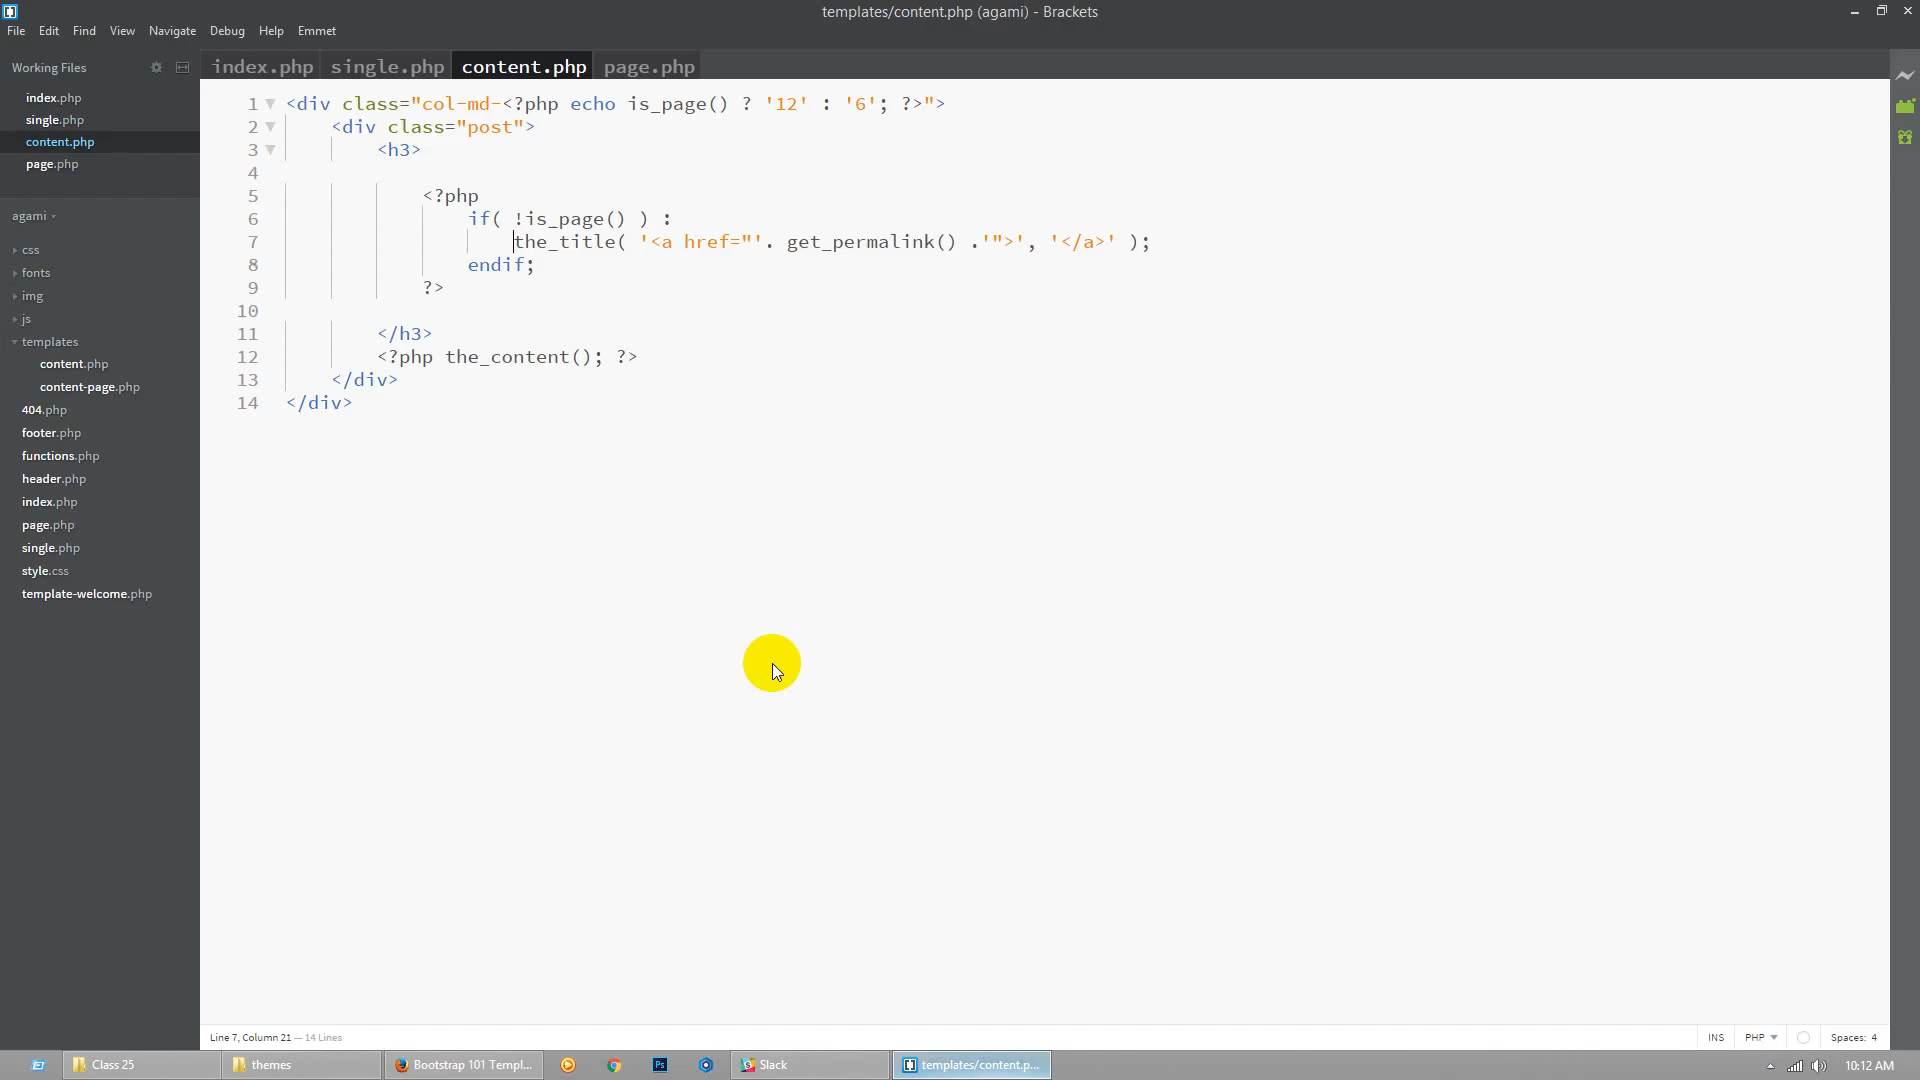 templates/content.php (agami) - Brackets
File Edit Find View Navigate Debug Help Emmet
Working Files
index.php
single.php
content.php
page.php
agami
css
fonts
img
js
templates
content.php
content-page.php
404.php
footer.php
functions.php
header.php
index.php
page.php
single.php
style.css
template-welcome.php
index.php single.php content.php page.php
1 <div class="col-md-<?php echo is_page() ? '12' : '6'; ?>">
2 <div class="post">
3 <h3>
4
5 <?php
6 if( !is_page() ) :
7 the_title( '<a href="'. get_permalink() .'">', '</a>' );
8 endif;
9 ?>
10
11 </h3>
12 <?php the_content(); ?>
13 </div>
14 </div>
Line 7, Column 21 — 14 Lines
INS PHP Spaces: 4
Class 25 themes Bootstrap 101 Templ... Ps Slack templates/content.p... 10:12 AM